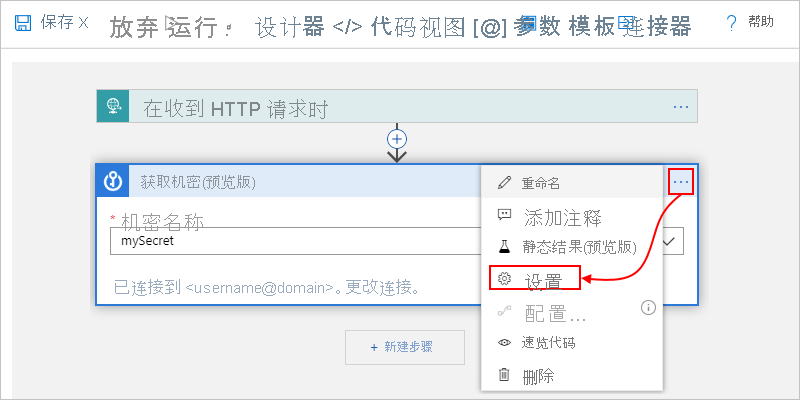 保存 X 放弃 运行: 设计器 </> 代码视图 [@] 参数 模板 连接器 ? 帮助
在收到 HTTP 请求时 ...
获取机密(预览版) ...
* 机密名称
mySecret
已连接到 <username@domain>。更改连接。
+ 新建步骤
重命名
添加注释
静态结果(预览版)
设置
配置...
速览代码
删除